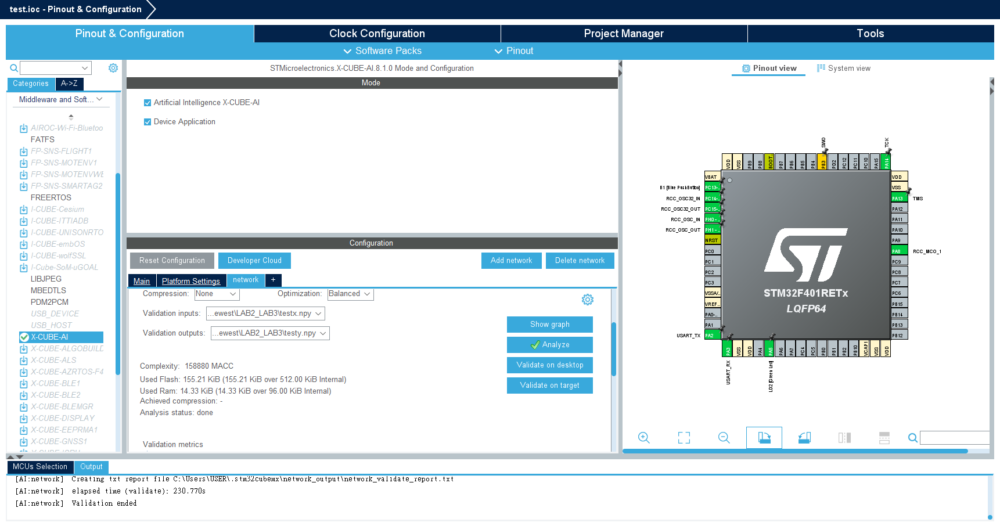 test.ioc - Pinout & Configuration
Pinout & Configuration
Clock Configuration
Project Manager
Tools
Software Packs
Pinout
Categories
A->Z
Middleware and Soft...
AIROC-Wi-Fi-Bluetoo
FATFS
FP-SNS-FLIGHT1
FP-SNS-MOTENV1
FP-SNS-MOTENVWB
FP-SNS-SMARTAG2
FREERTOS
I-CUBE-Cesium
I-CUBE-ITTIADB
I-CUBE-UNISONRTO
I-CUBE-embOS
I-CUBE-wolfSSL
I-Cube-SoM-uGOAL
LIBJPEG
MBEDTLS
PDM2PCM
USB_DEVICE
USB_HOST
X-CUBE-AI
X-CUBE-ALGOBUILD
X-CUBE-ALS
X-CUBE-AZRTOS-F4
X-CUBE-BLE1
X-CUBE-BLE2
X-CUBE-BLEMGR
X-CUBE-DISPLAY
X-CUBE-EEPRMA1
X-CUBE-GNSS1
STMicroelectronics.X-CUBE-AI.8.1.0 Mode and Configuration
Mode
Artificial Intelligence X-CUBE-AI
Device Application
Configuration
Reset Configuration
Developer Cloud
Add network
Delete network
Main
Platform Settings
network
+
Compression: None
Optimization: Balanced
Validation inputs: ...ewest\LAB2_LAB3\testx.npy
Validation outputs: ...ewest\LAB2_LAB3\testy.npy
Show graph
Analyze
Validate on desktop
Validate on target
Complexity: 158880 MACC
Used Flash: 155.21 KiB (155.21 KiB over 512.00 KiB Internal)
Used Ram: 14.33 KiB (14.33 KiB over 96.00 KiB Internal)
Achieved compression: -
Analysis status: done
Validation metrics
Pinout view
System view
SWO
TCK
VDD
VSS
PB9
PB8
BOOT..
PB7
PB6
PB5
PB4
PB3
PD2
PC12
PC11
PC10
PA15
PA14
VBAT
B1 [Blue PushButton]
PC13-..
RCC_OSC32_IN
PC14-..
RCC_OSC32_OUT
PC15-..
RCC_OSC_IN
PH0 -..
RCC_OSC_OUT
PH1 -..
NRST
PC0
PC1
PC2
PC3
VSSA/..
VREF..
PA0-..
PA1
USART_TX
PA2
STM32F401RETx
LQFP64
VDD
VSS
PA13
TMS
PA12
PA11
PA10
PA9
PA8
RCC_MCO_1
PC9
PC8
PC7
PC6
PB15
PB14
PB13
PB12
PA3
VSS
VDD
PA4
PA5
PA6
PA7
PC4
PC5
PB0
PB1
PB2
PB10
VCAP1
VSS
VDD
USART_RX
LD2 [Green Led]
MCUs Selection
Output
[AI:network] Creating txt report file C:\Users\USER\.stm32cubemx\network_output\network_validate_report.txt
[AI:network] elapsed time (validate): 230.770s
[AI:network] Validation ended